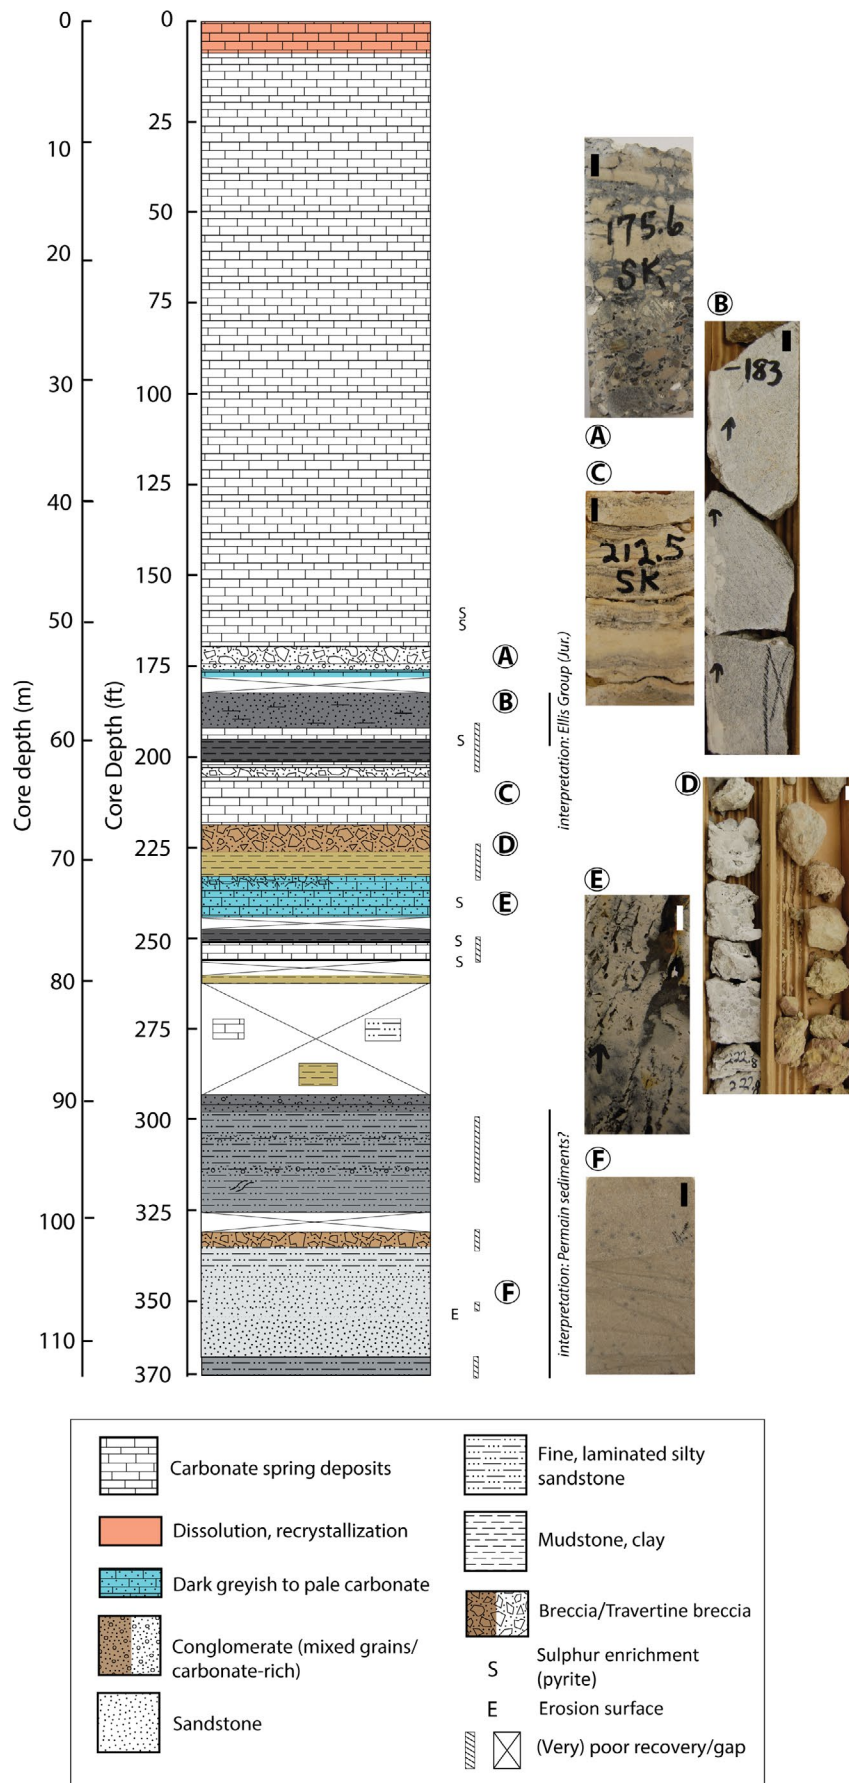 0
10
20
30
40
50
60
70
80
90
100
110
Core depth (m)
0
25
50
75
100
125
150
175
200
225
250
275
300
325
350
370
Core Depth (ft)
S
S
S
S
S
S
E
A
B
C
D
E
F
interpretation: Ellis Group (Jur.)
interpretation: Permain sediments?
175.6
SK
A
B
-183
C
212.5
SK
D
222.8
E
F
Carbonate spring deposits
Dissolution, recrystallization
Dark greyish to pale carbonate
Conglomerate (mixed grains/
carbonate-rich)
Sandstone
Fine, laminated silty
sandstone
Mudstone, clay
Breccia/Travertine breccia
S
Sulphur enrichment
(pyrite)
E
Erosion surface
(Very) poor recovery/gap